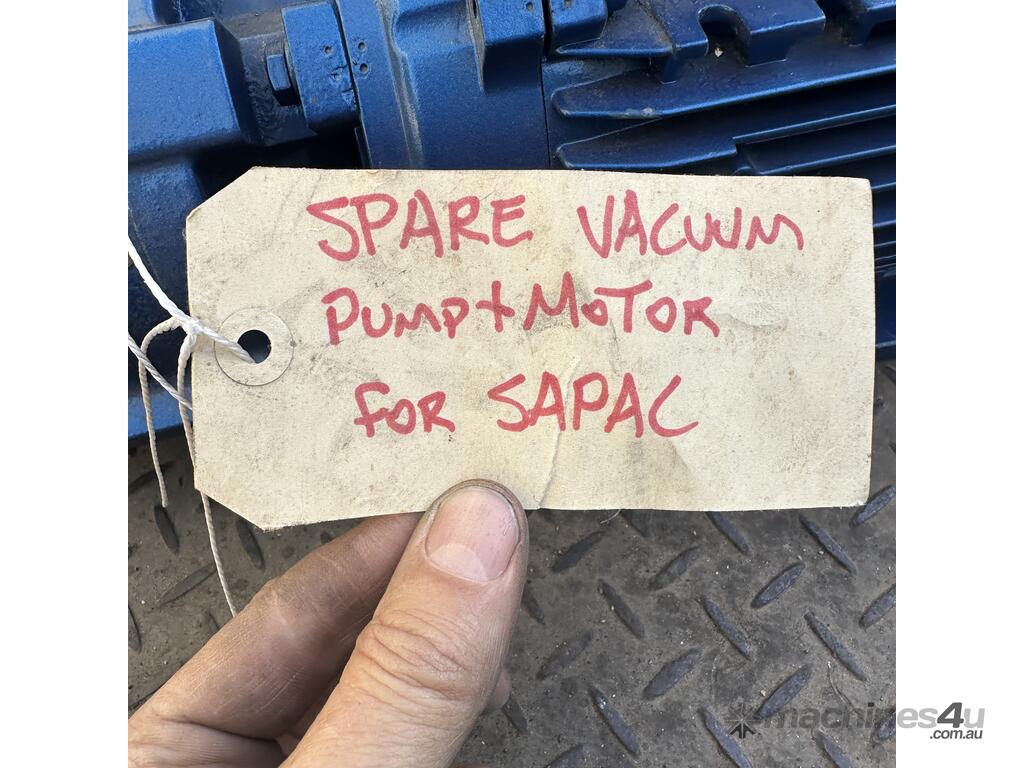 SPARE VACUUM
PUMP+MOTOR
FOR SAPAC
machines4u
.com.au